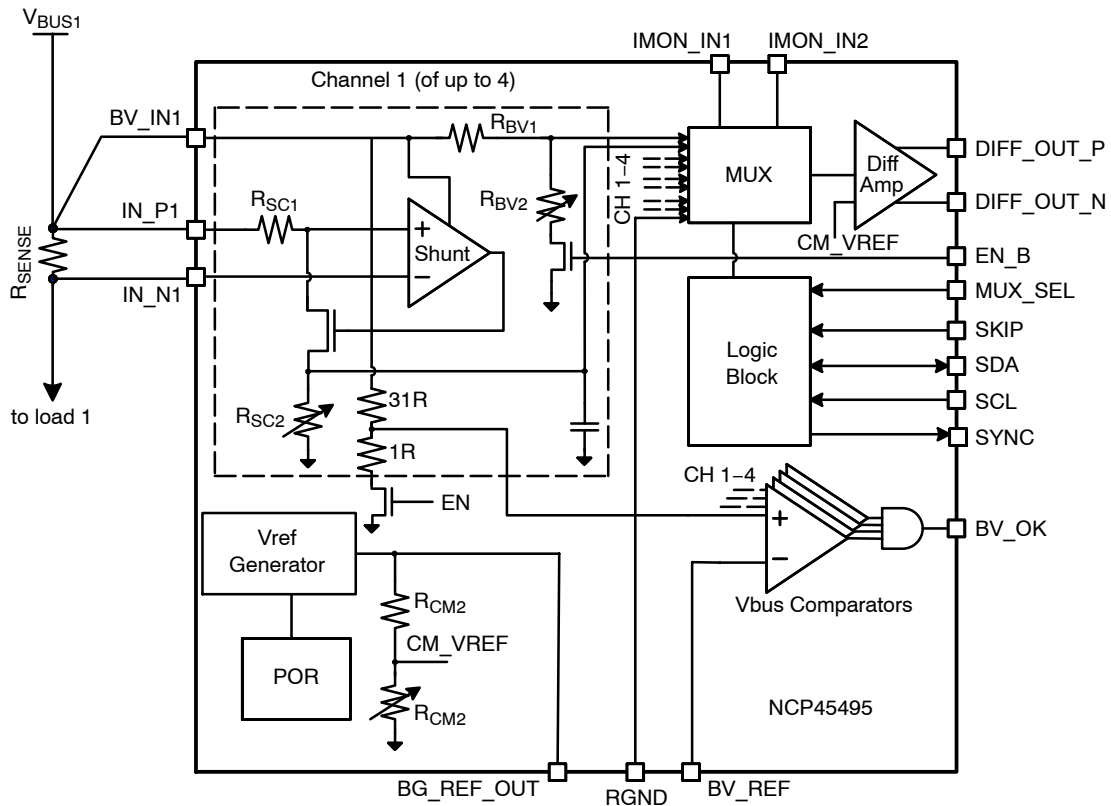 VBUS1
IMON_IN1
IMON_IN2
Channel 1 (of up to 4)
BV_IN1
RBV1
DIFF_OUT_P
MUX
Diff
Amp
IN_P1
RSC1
RBV2
CH 1–4
DIFF_OUT_N
+
Shunt
–
CM_VREF
RSENSE
EN_B
IN_N1
MUX_SEL
SKIP
Logic
Block
SDA
to load 1
31R
SCL
RSC2
SYNC
1R
CH 1–4
EN
+
–
BV_OK
Vref
Generator
Vbus Comparators
RCM2
CM_VREF
POR
RCM2
NCP45495
BG_REF_OUT
RGND
BV_REF